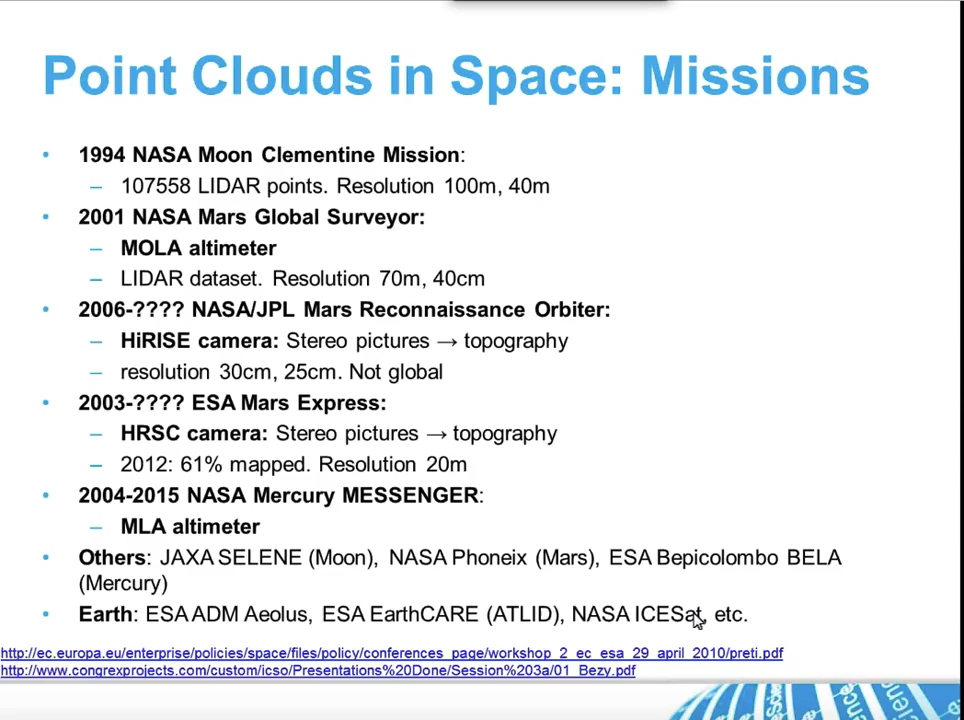 Point Clouds in Space: Missions
• 1994 NASA Moon Clementine Mission:
– 107558 LIDAR points. Resolution 100m, 40m
• 2001 NASA Mars Global Surveyor:
– MOLA altimeter
– LIDAR dataset. Resolution 70m, 40cm
• 2006-???? NASA/JPL Mars Reconnaissance Orbiter:
– HiRISE camera: Stereo pictures → topography
– resolution 30cm, 25cm. Not global
• 2003-???? ESA Mars Express:
– HRSC camera: Stereo pictures → topography
– 2012: 61% mapped. Resolution 20m
• 2004-2015 NASA Mercury MESSENGER:
– MLA altimeter
• Others: JAXA SELENE (Moon), NASA Phoneix (Mars), ESA Bepicolombo BELA
(Mercury)
• Earth: ESA ADM Aeolus, ESA EarthCARE (ATLID), NASA ICESat, etc.
http://ec.europa.eu/enterprise/policies/space/files/policy/conferences_page/workshop_2_ec_esa_29_april_2010/preti.pdf
http://www.congrexprojects.com/custom/icso/Presentations%20Done/Session%203a/01_Bezy.pdf